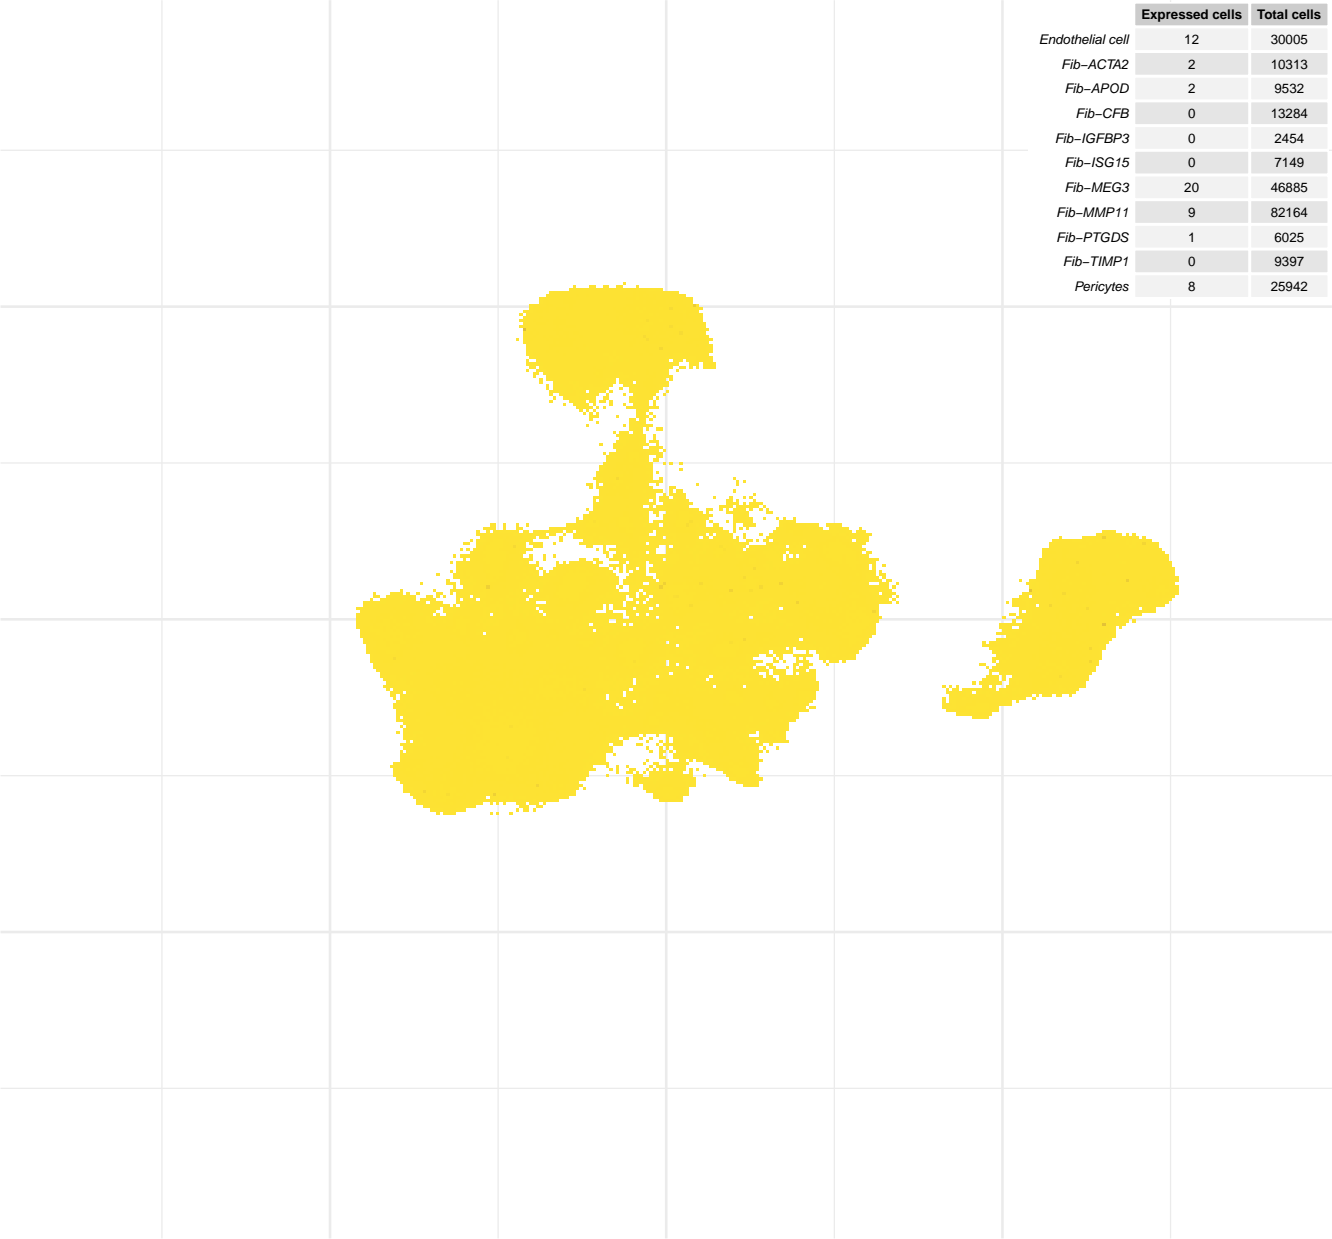 Expressed cells Total cells
Endothelial cell 12 30005
Fib−ACTA2 2 10313
Fib−APOD 2 9532
Fib−CFB 0 13284
Fib−IGFBP3 0 2454
Fib−ISG15 0 7149
Fib−MEG3 20 46885
Fib−MMP11 9 82164
Fib−PTGDS 1 6025
Fib−TIMP1 0 9397
Pericytes 8 25942